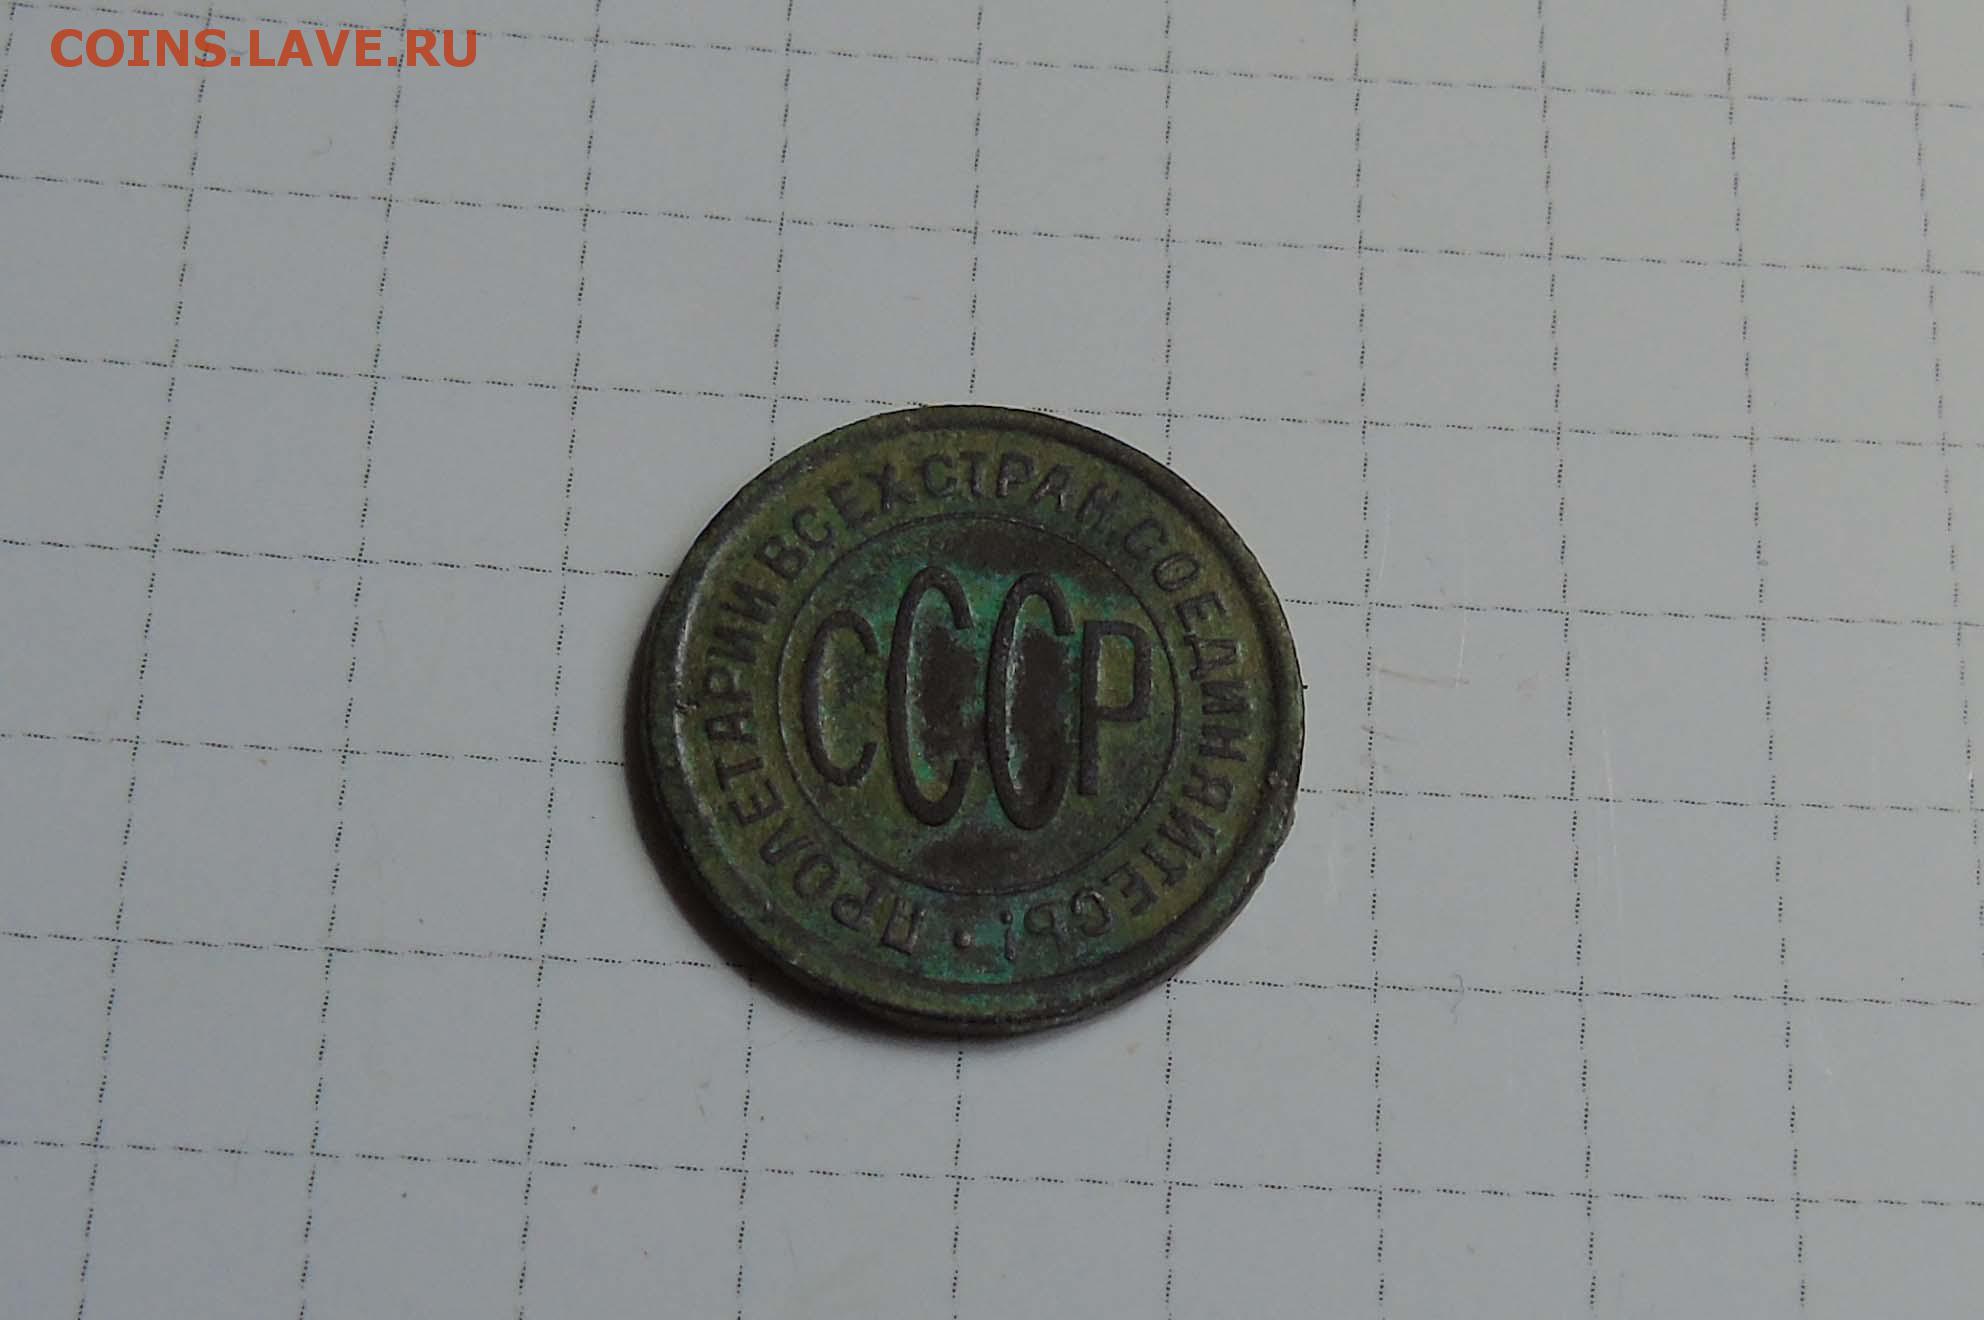 COINS.LAVE.RU
ПРОЛЕТАРИИ ВСЕХ СТРАН, СОЕДИНЯЙТЕСЬ! •
СССР